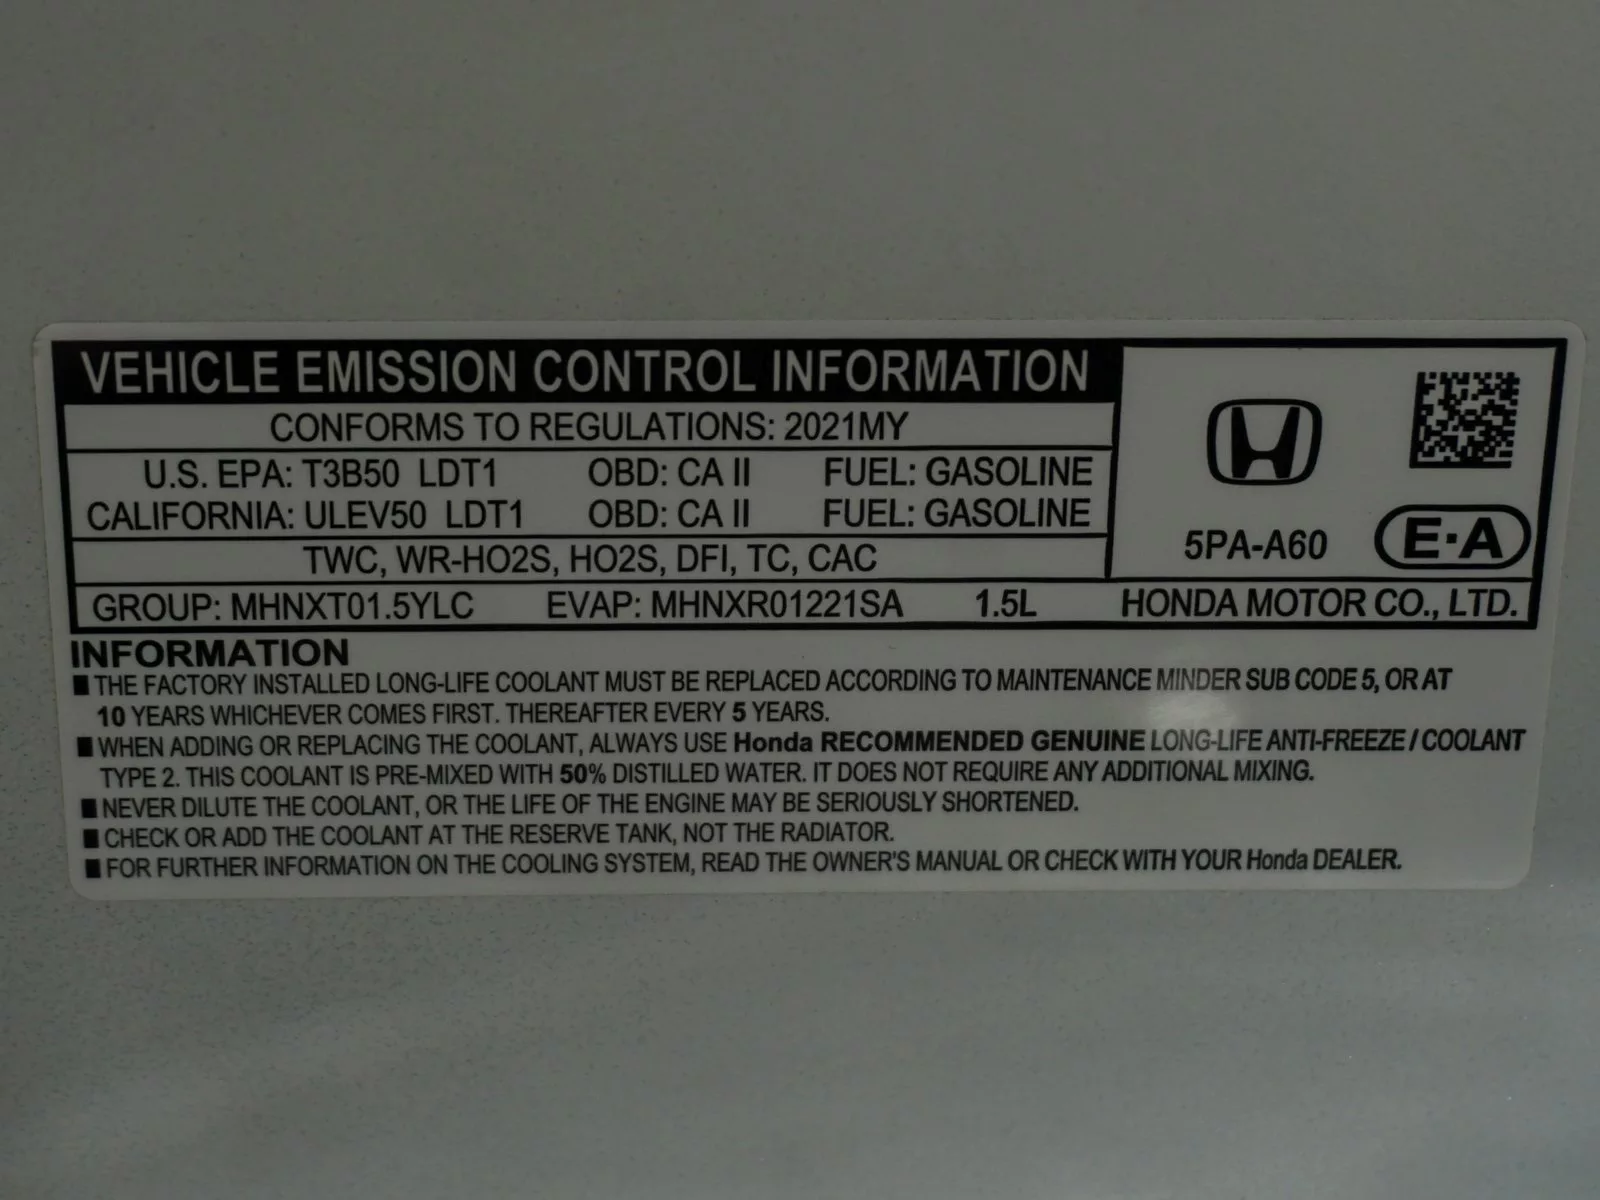 VEHICLE EMISSION CONTROL INFORMATION
CONFORMS TO REGULATIONS: 2021MY
U.S. EPA: T3B50 LDT1 OBD: CA II FUEL: GASOLINE
CALIFORNIA: ULEV50 LDT1 OBD: CA II FUEL: GASOLINE
TWC, WR-HO2S, HO2S, DFI, TC, CAC
5PA-A60 E·A
GROUP: MHNXT01.5YLC EVAP: MHNXR01221SA 1.5L HONDA MOTOR CO., LTD.
INFORMATION
■ THE FACTORY INSTALLED LONG-LIFE COOLANT MUST BE REPLACED ACCORDING TO MAINTENANCE MINDER SUB CODE 5, OR AT
10 YEARS WHICHEVER COMES FIRST. THEREAFTER EVERY 5 YEARS.
■ WHEN ADDING OR REPLACING THE COOLANT, ALWAYS USE Honda RECOMMENDED GENUINE LONG-LIFE ANTI-FREEZE / COOLANT
TYPE 2. THIS COOLANT IS PRE-MIXED WITH 50% DISTILLED WATER. IT DOES NOT REQUIRE ANY ADDITIONAL MIXING.
■ NEVER DILUTE THE COOLANT, OR THE LIFE OF THE ENGINE MAY BE SERIOUSLY SHORTENED.
■ CHECK OR ADD THE COOLANT AT THE RESERVE TANK, NOT THE RADIATOR.
■ FOR FURTHER INFORMATION ON THE COOLING SYSTEM, READ THE OWNER'S MANUAL OR CHECK WITH YOUR Honda DEALER.